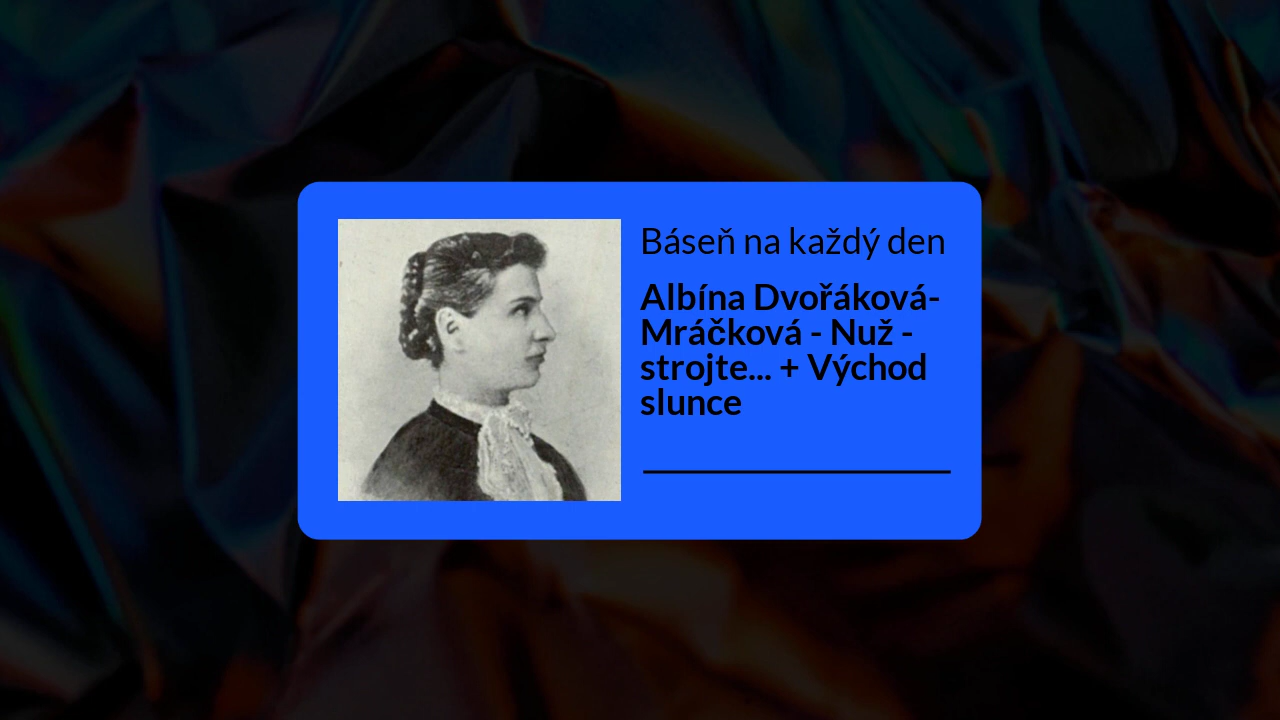 Báseň na každý den
Albína Dvořáková-
Mráčková - Nuž -
strojte... + Východ
slunce